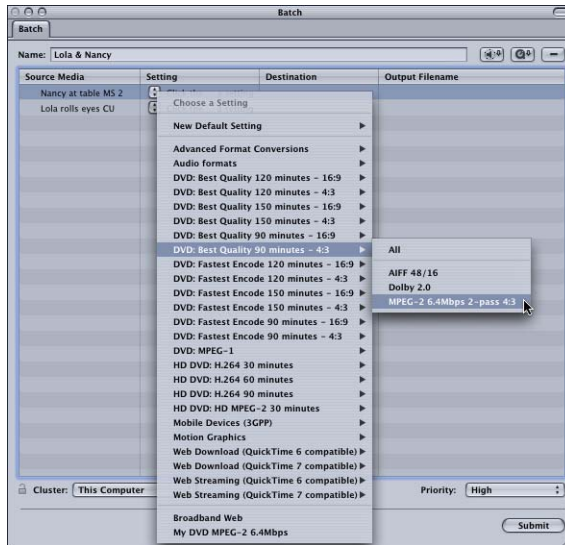 Batch
Batch
Name: Lola & Nancy
Source Media Setting Destination Output Filename
Nancy at table MS 2
Lola rolls eyes CU
Choose a Setting
New Default Setting
Advanced Format Conversions
Audio formats
DVD: Best Quality 120 minutes – 16:9
DVD: Best Quality 120 minutes – 4:3
DVD: Best Quality 150 minutes – 16:9
DVD: Best Quality 150 minutes – 4:3
DVD: Best Quality 90 minutes – 16:9
DVD: Best Quality 90 minutes – 4:3
DVD: Fastest Encode 120 minutes – 16:9
DVD: Fastest Encode 120 minutes – 4:3
DVD: Fastest Encode 150 minutes – 16:9
DVD: Fastest Encode 150 minutes – 4:3
DVD: Fastest Encode 90 minutes – 16:9
DVD: Fastest Encode 90 minutes – 4:3
DVD: MPEG-1
HD DVD: H.264 30 minutes
HD DVD: H.264 60 minutes
HD DVD: H.264 90 minutes
HD DVD: HD MPEG-2 30 minutes
Mobile Devices (3GPP)
Motion Graphics
Web Download (QuickTime 6 compatible)
Web Download (QuickTime 7 compatible)
Web Streaming (QuickTime 6 compatible)
Web Streaming (QuickTime 7 compatible)
Broadband Web
My DVD MPEG-2 6.4Mbps
All
AIFF 48/16
Dolby 2.0
MPEG-2 6.4Mbps 2-pass 4:3
Cluster: This Computer
Priority: High
Submit